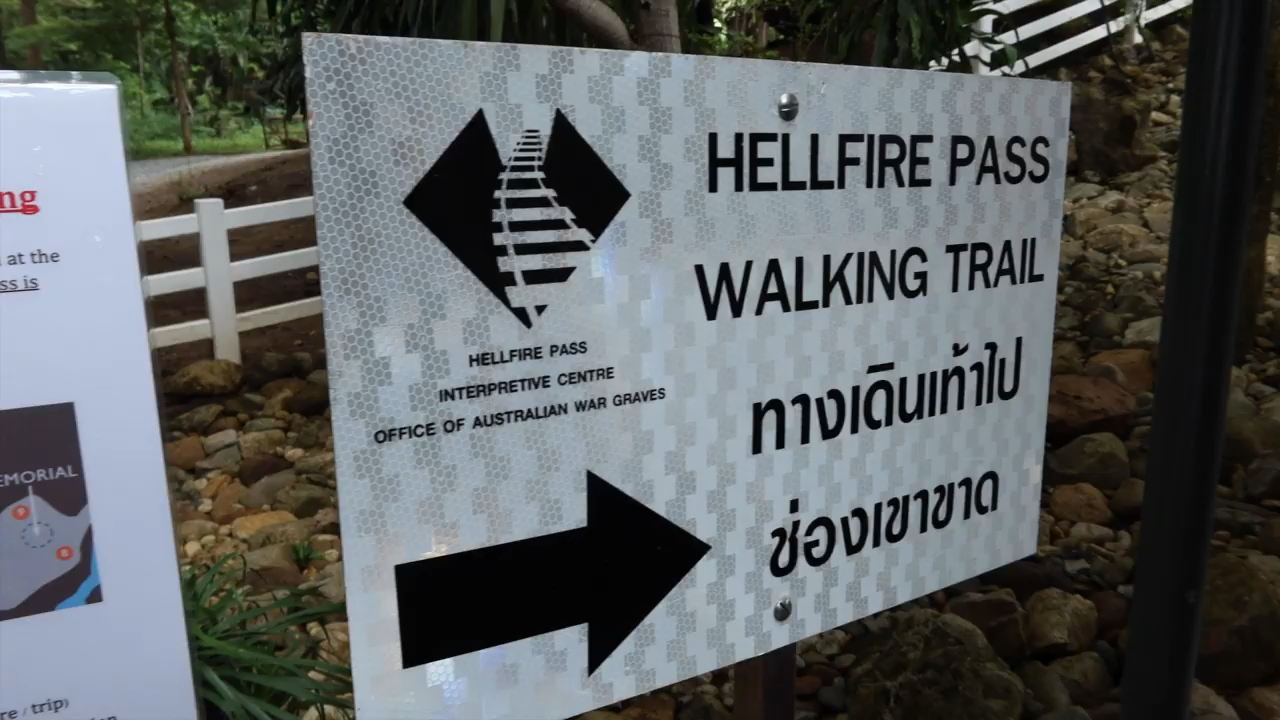 HELLFIRE PASS
WALKING TRAIL
ทางเดินเท้าไป
ช่องเขาขาด
HELLFIRE PASS
INTERPRETIVE CENTRE
OFFICE OF AUSTRALIAN WAR GRAVES
ng
at the
ss is
EMORIAL
re / trip)